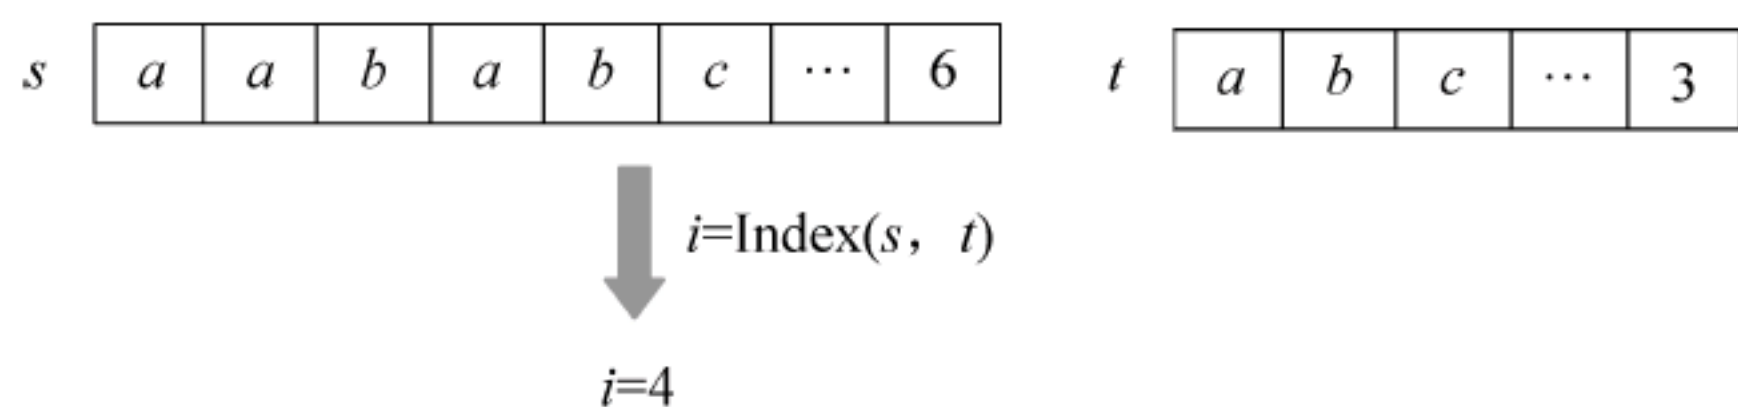 s a a b a b c … 6 t a b c … 3
i=Index(s，t)
i=4